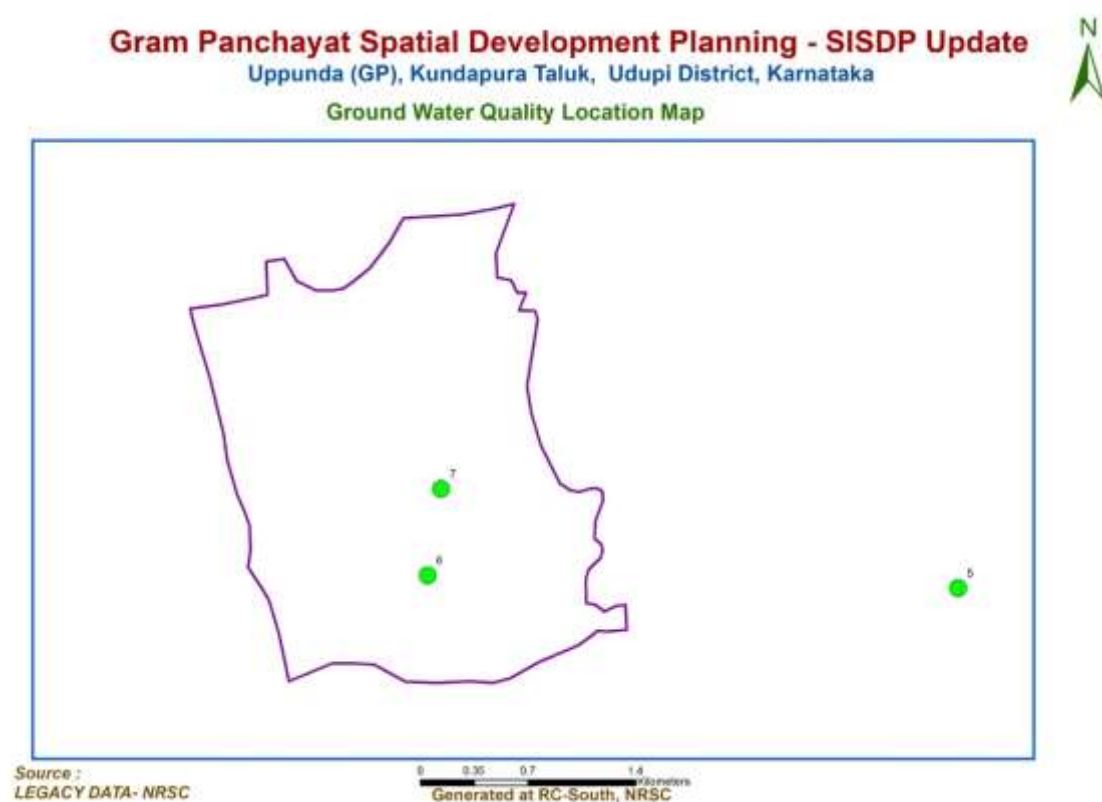 Gram Panchayat Spatial Development Planning - SISDP Update
N
Uppunda (GP), Kundapura Taluk, Udupi District, Karnataka
Ground Water Quality Location Map
7
6
5
Source :
LEGACY DATA- NRSC
0 0.35 0.7 1.4
Kilometers
Generated at RC-South, NRSC